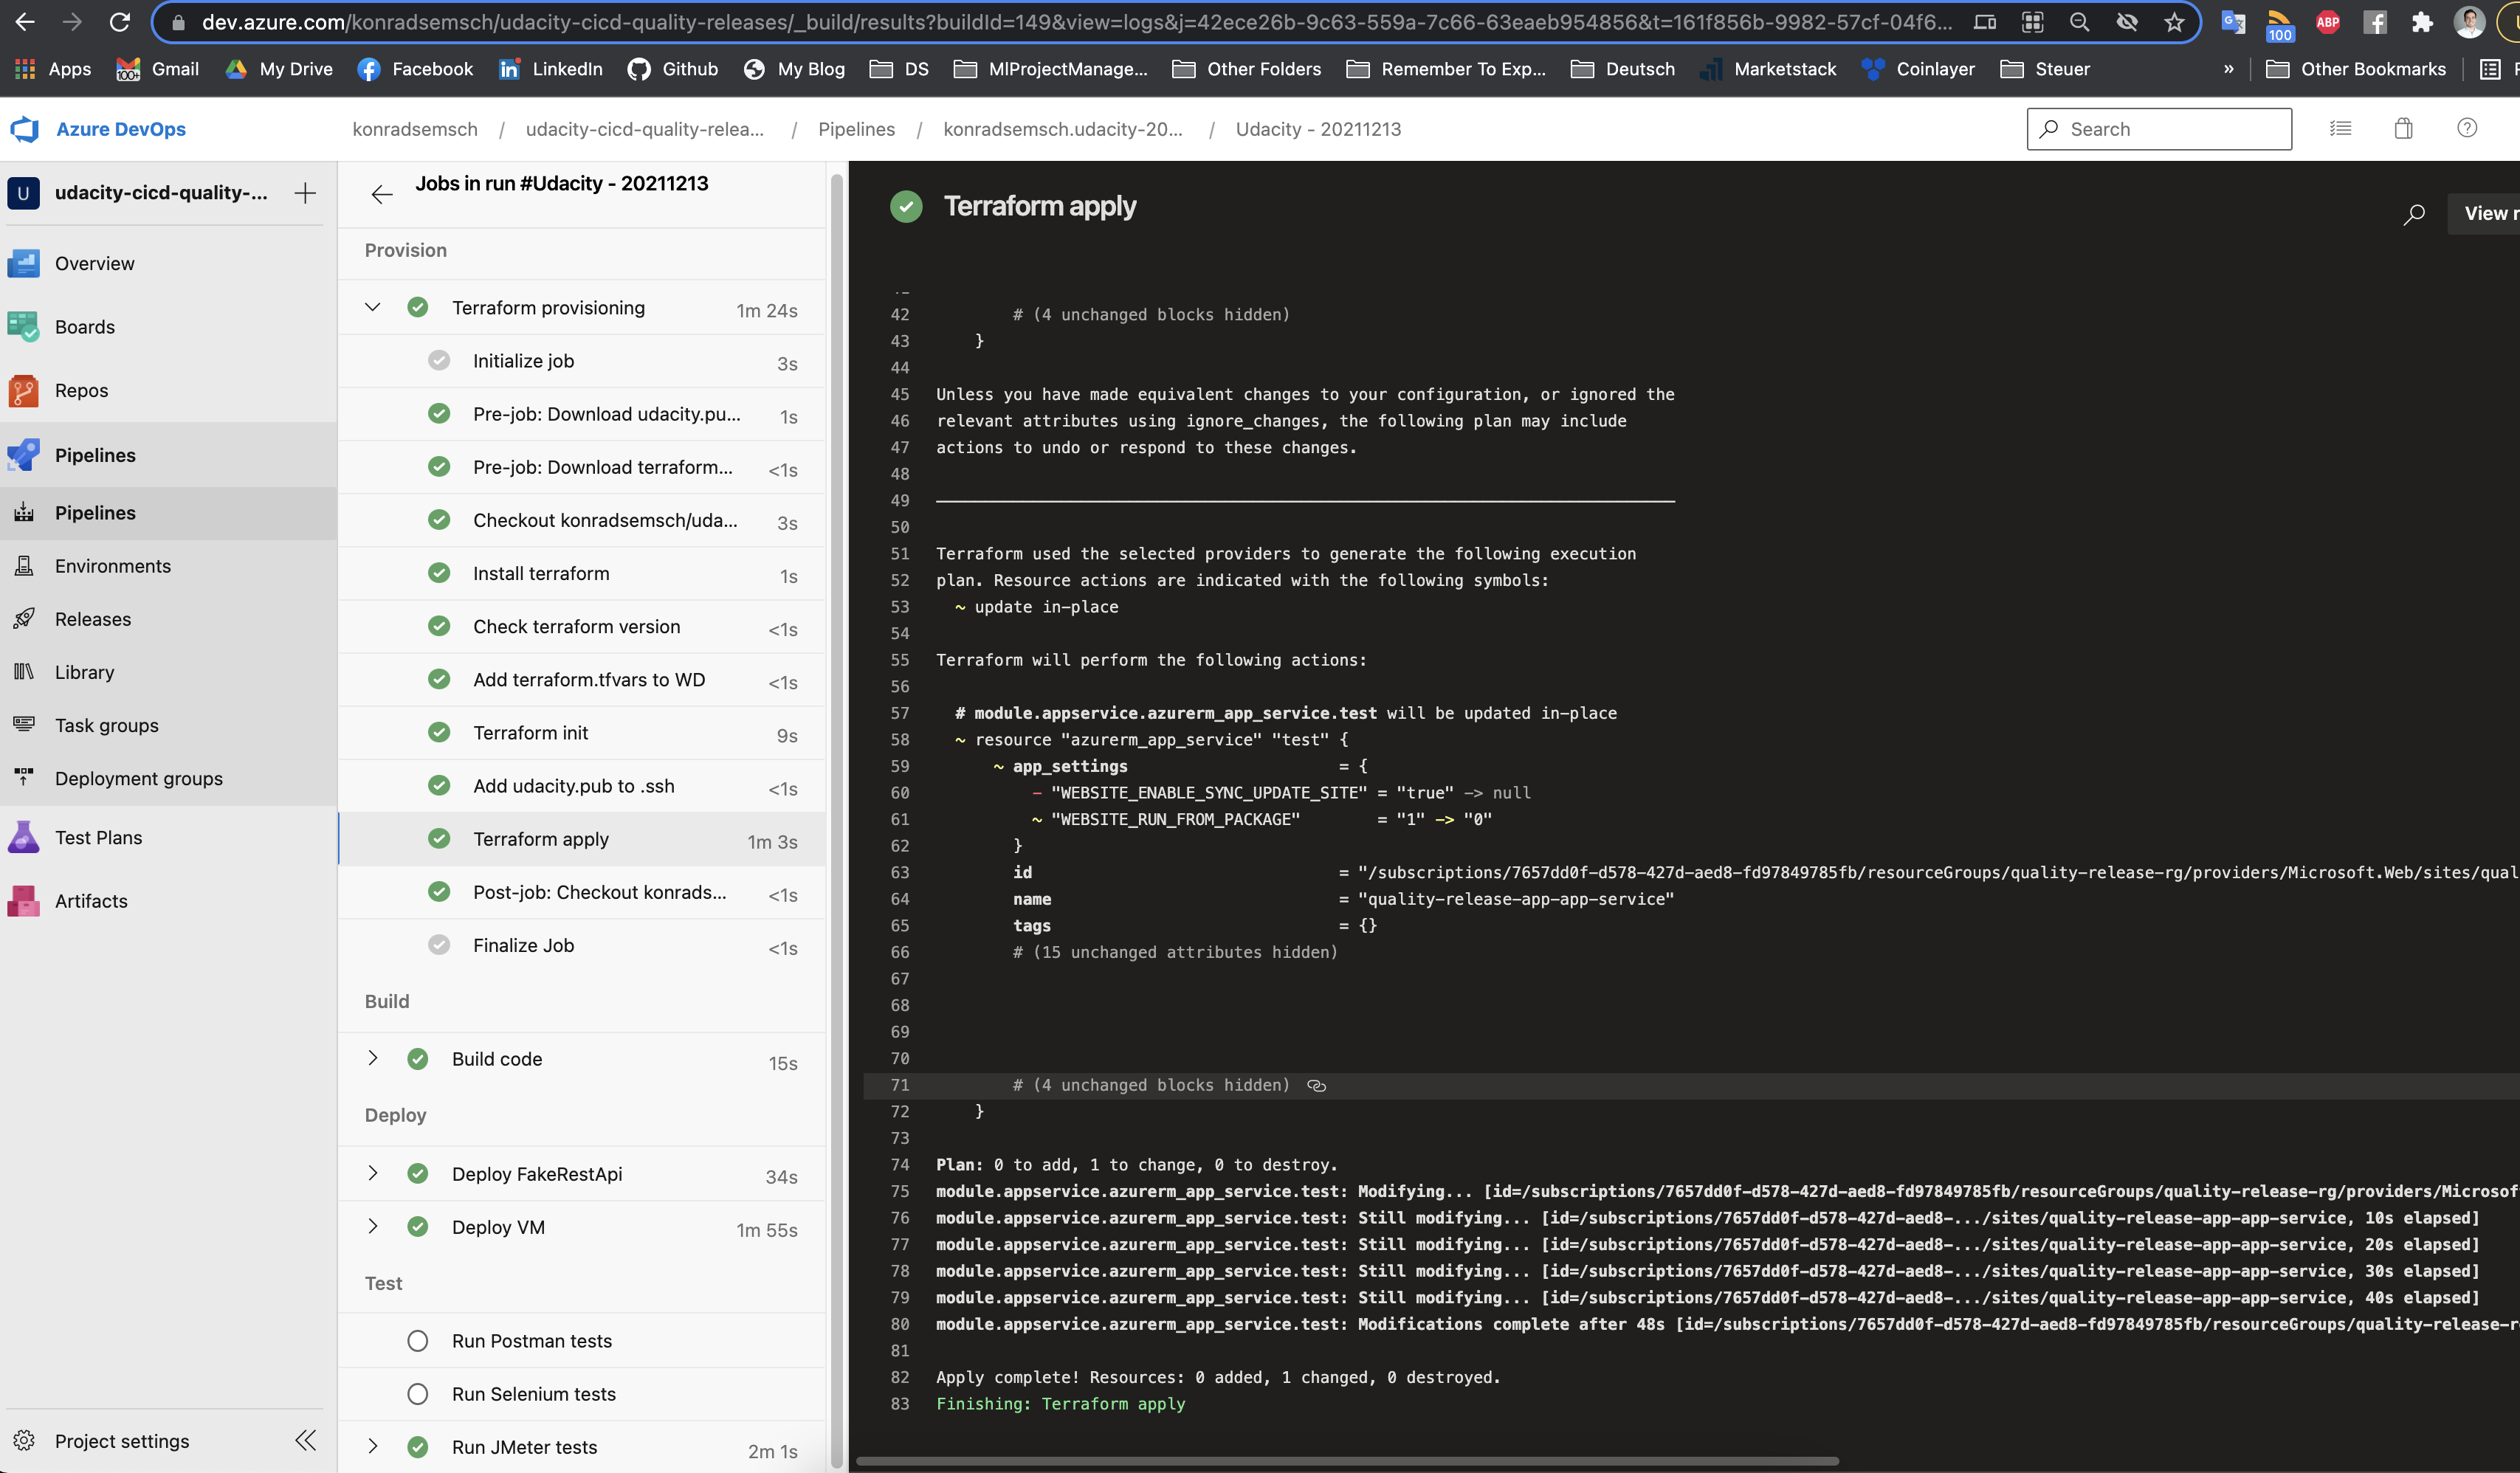 dev.azure.com/konradsemsch/udacity-cicd-quality-releases/_build/results?buildId=149&view=logs&j=42ece26b-9c63-559a-7c66-63eaeb954856&t=161f856b-9982-57cf-04f6...
100
ABP
Apps
100+
Gmail
My Drive
Facebook
LinkedIn
Github
My Blog
DS
MlProjectManage...
Other Folders
Remember To Exp...
Deutsch
Marketstack
Coinlayer
Steuer
»
Other Bookmarks
Azure DevOps
konradsemsch / udacity-cicd-quality-relea... / Pipelines / konradsemsch.udacity-20... / Udacity - 20211213
Search
U udacity-cicd-quality-...
Overview
Boards
Repos
Pipelines
Pipelines
Environments
Releases
Library
Task groups
Deployment groups
Test Plans
Artifacts
Project settings
Jobs in run #Udacity - 20211213
Provision
Terraform provisioning 1m 24s
Initialize job 3s
Pre-job: Download udacity.pu... 1s
Pre-job: Download terraform... <1s
Checkout konradsemsch/uda... 3s
Install terraform 1s
Check terraform version <1s
Add terraform.tfvars to WD <1s
Terraform init 9s
Add udacity.pub to .ssh <1s
Terraform apply 1m 3s
Post-job: Checkout konrads... <1s
Finalize Job <1s
Build
Build code 15s
Deploy
Deploy FakeRestApi 34s
Deploy VM 1m 55s
Test
Run Postman tests
Run Selenium tests
Run JMeter tests 2m 1s
Terraform apply
View r
42 # (4 unchanged blocks hidden)
43 }
44
45 Unless you have made equivalent changes to your configuration, or ignored the
46 relevant attributes using ignore_changes, the following plan may include
47 actions to undo or respond to these changes.
48
49 ─────────────────────────────────────────────────────────────────────────────
50
51 Terraform used the selected providers to generate the following execution
52 plan. Resource actions are indicated with the following symbols:
53 ~ update in-place
54
55 Terraform will perform the following actions:
56
57 # module.appservice.azurerm_app_service.test will be updated in-place
58 ~ resource "azurerm_app_service" "test" {
59 ~ app_settings = {
60 - "WEBSITE_ENABLE_SYNC_UPDATE_SITE" = "true" -> null
61 ~ "WEBSITE_RUN_FROM_PACKAGE" = "1" -> "0"
62 }
63 id = "/subscriptions/7657dd0f-d578-427d-aed8-fd97849785fb/resourceGroups/quality-release-rg/providers/Microsoft.Web/sites/qual
64 name = "quality-release-app-app-service"
65 tags = {}
66 # (15 unchanged attributes hidden)
67
68
69
70
71 # (4 unchanged blocks hidden)
72 }
73
74 Plan: 0 to add, 1 to change, 0 to destroy.
75 module.appservice.azurerm_app_service.test: Modifying... [id=/subscriptions/7657dd0f-d578-427d-aed8-fd97849785fb/resourceGroups/quality-release-rg/providers/Microsof
76 module.appservice.azurerm_app_service.test: Still modifying... [id=/subscriptions/7657dd0f-d578-427d-aed8-.../sites/quality-release-app-app-service, 10s elapsed]
77 module.appservice.azurerm_app_service.test: Still modifying... [id=/subscriptions/7657dd0f-d578-427d-aed8-.../sites/quality-release-app-app-service, 20s elapsed]
78 module.appservice.azurerm_app_service.test: Still modifying... [id=/subscriptions/7657dd0f-d578-427d-aed8-.../sites/quality-release-app-app-service, 30s elapsed]
79 module.appservice.azurerm_app_service.test: Still modifying... [id=/subscriptions/7657dd0f-d578-427d-aed8-.../sites/quality-release-app-app-service, 40s elapsed]
80 module.appservice.azurerm_app_service.test: Modifications complete after 48s [id=/subscriptions/7657dd0f-d578-427d-aed8-fd97849785fb/resourceGroups/quality-release-r
81
82 Apply complete! Resources: 0 added, 1 changed, 0 destroyed.
83 Finishing: Terraform apply